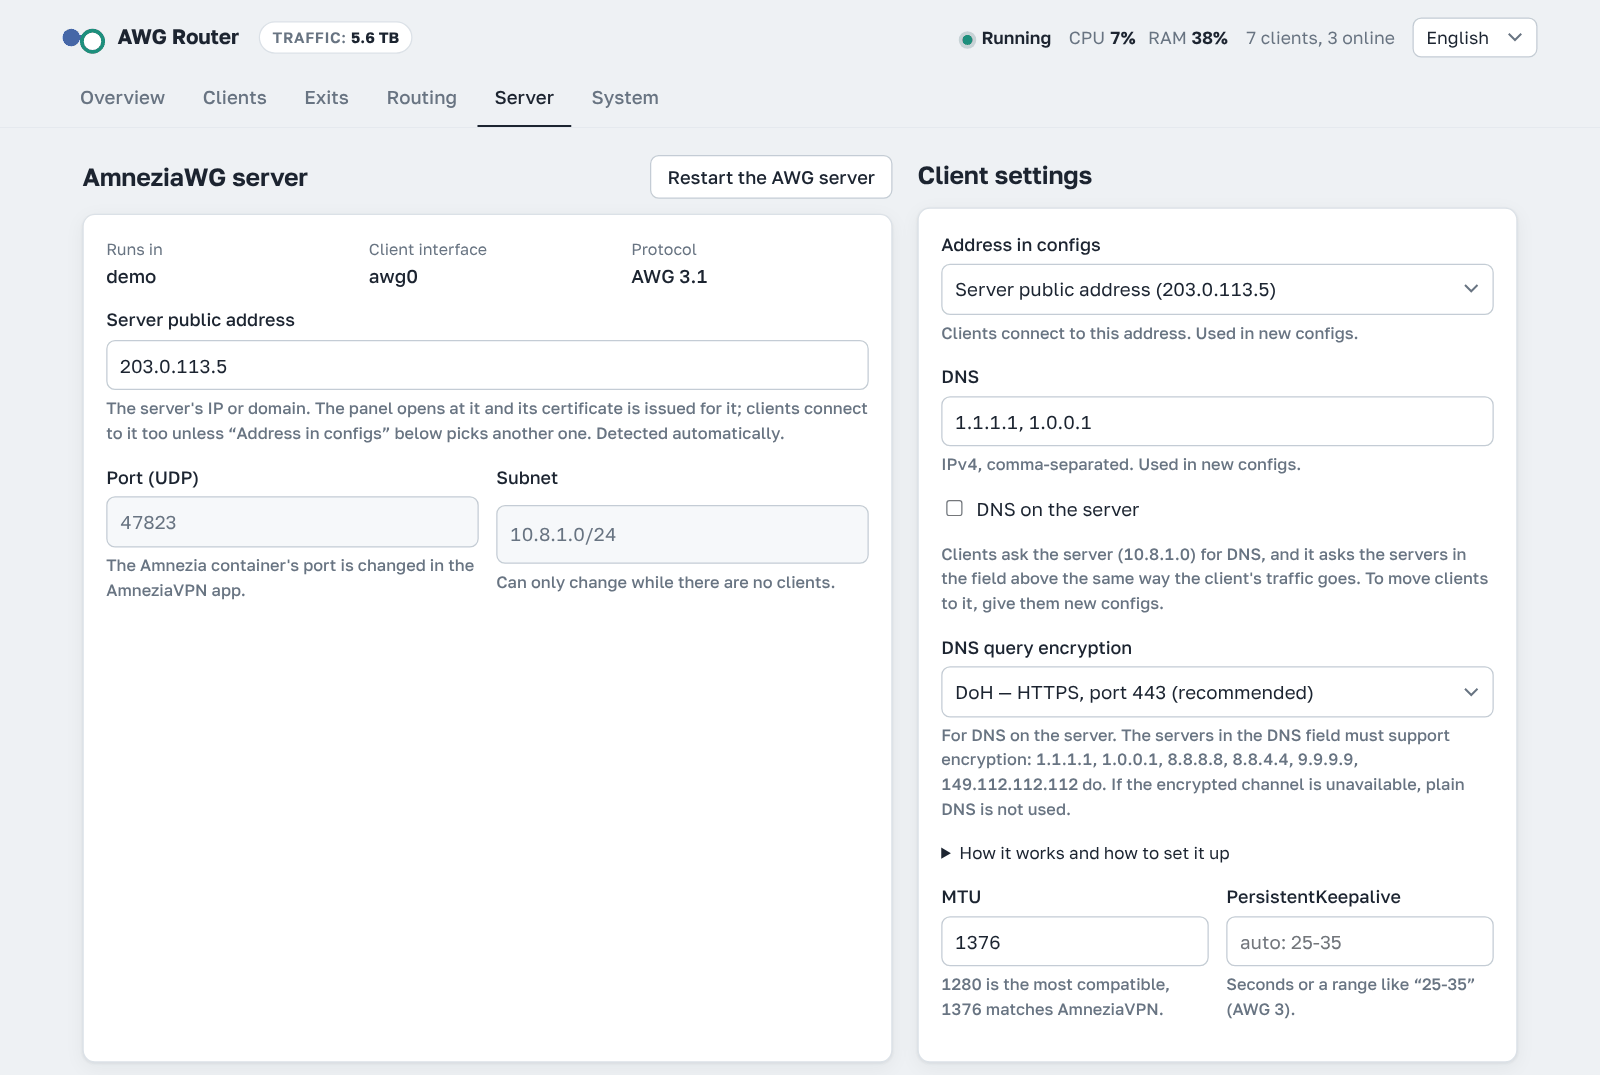 AWG Router
TRAFFIC: 5.6 TB
Running
CPU 7%
RAM 38%
7 clients, 3 online
English
Overview
Clients
Exits
Routing
Server
System
AmneziaWG server
Restart the AWG server
Runs in
demo
Client interface
awg0
Protocol
AWG 3.1
Server public address
203.0.113.5
The server's IP or domain. The panel opens at it and its certificate is issued for it; clients connect
to it too unless “Address in configs” below picks another one. Detected automatically.
Port (UDP)
47823
The Amnezia container's port is changed in the
AmneziaVPN app.
Subnet
10.8.1.0/24
Can only change while there are no clients.
Client settings
Address in configs
Server public address (203.0.113.5)
Clients connect to this address. Used in new configs.
DNS
1.1.1.1, 1.0.0.1
IPv4, comma-separated. Used in new configs.
DNS on the server
Clients ask the server (10.8.1.0) for DNS, and it asks the servers in
the field above the same way the client's traffic goes. To move clients
to it, give them new configs.
DNS query encryption
DoH — HTTPS, port 443 (recommended)
For DNS on the server. The servers in the DNS field must support
encryption: 1.1.1.1, 1.0.0.1, 8.8.8.8, 8.8.4.4, 9.9.9.9,
149.112.112.112 do. If the encrypted channel is unavailable, plain
DNS is not used.
How it works and how to set it up
MTU
1376
1280 is the most compatible,
1376 matches AmneziaVPN.
PersistentKeepalive
auto: 25-35
Seconds or a range like “25-35”
(AWG 3).